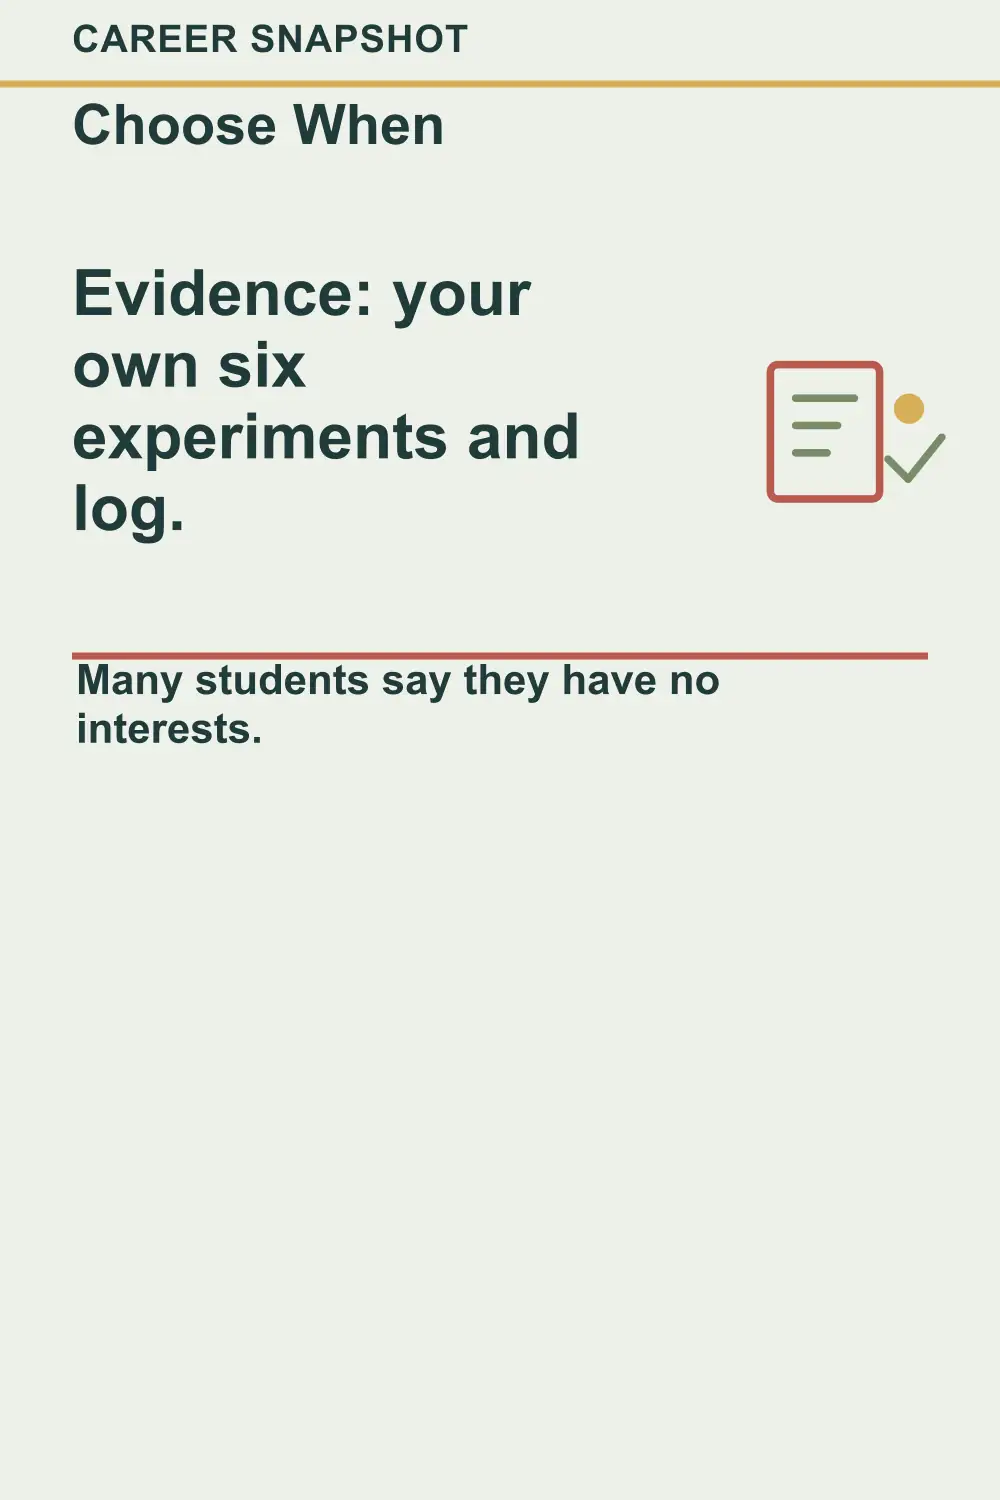 CAREER SNAPSHOT
Choose When
Evidence: your
own six
experiments and
log.
Many students say they have no
interests.